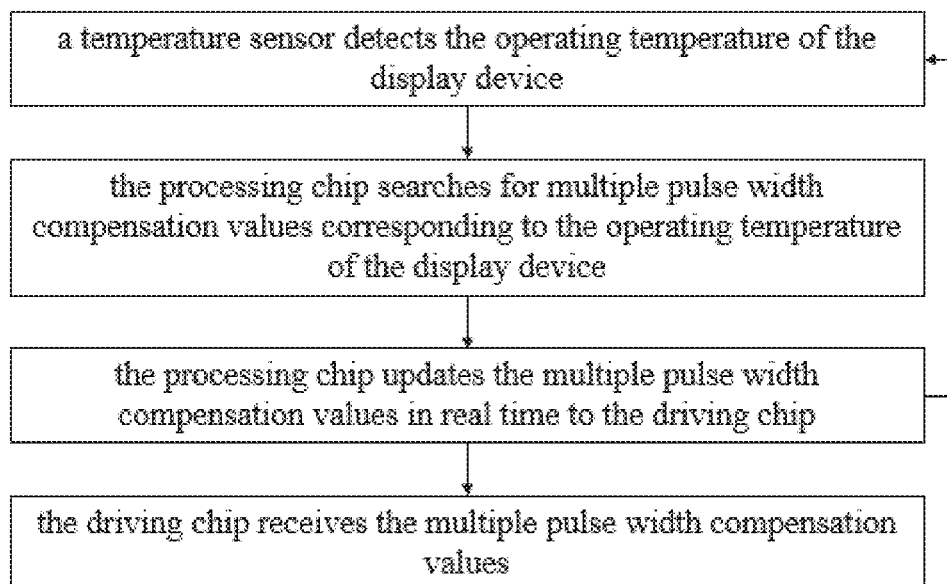 a temperature sensor detects the operating temperature of the
display device
the processing chip searches for multiple pulse width
compensation values corresponding to the operating temperature
of the display device
the processing chip updates the multiple pulse width
compensation values in real time to the driving chip
the driving chip receives the multiple pulse width compensation
values